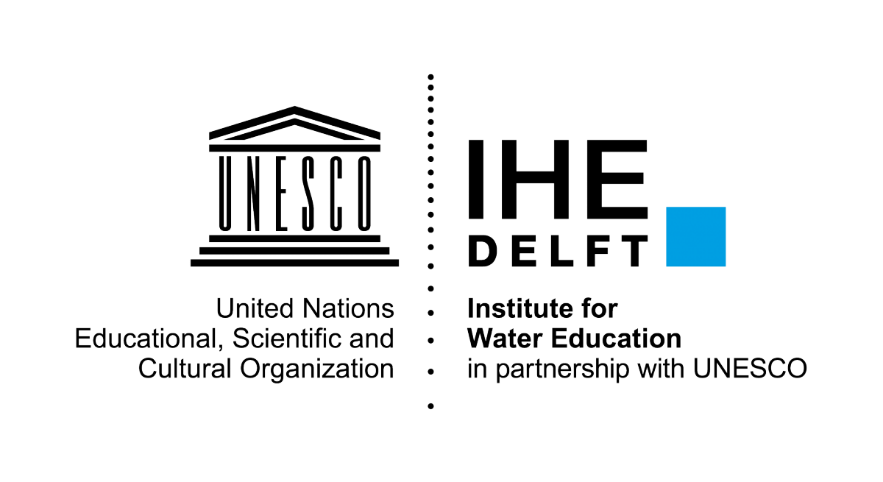 UNESCO
United Nations
Educational, Scientific and
Cultural Organization
IHE
DELFT
Institute for
Water Education
in partnership with UNESCO